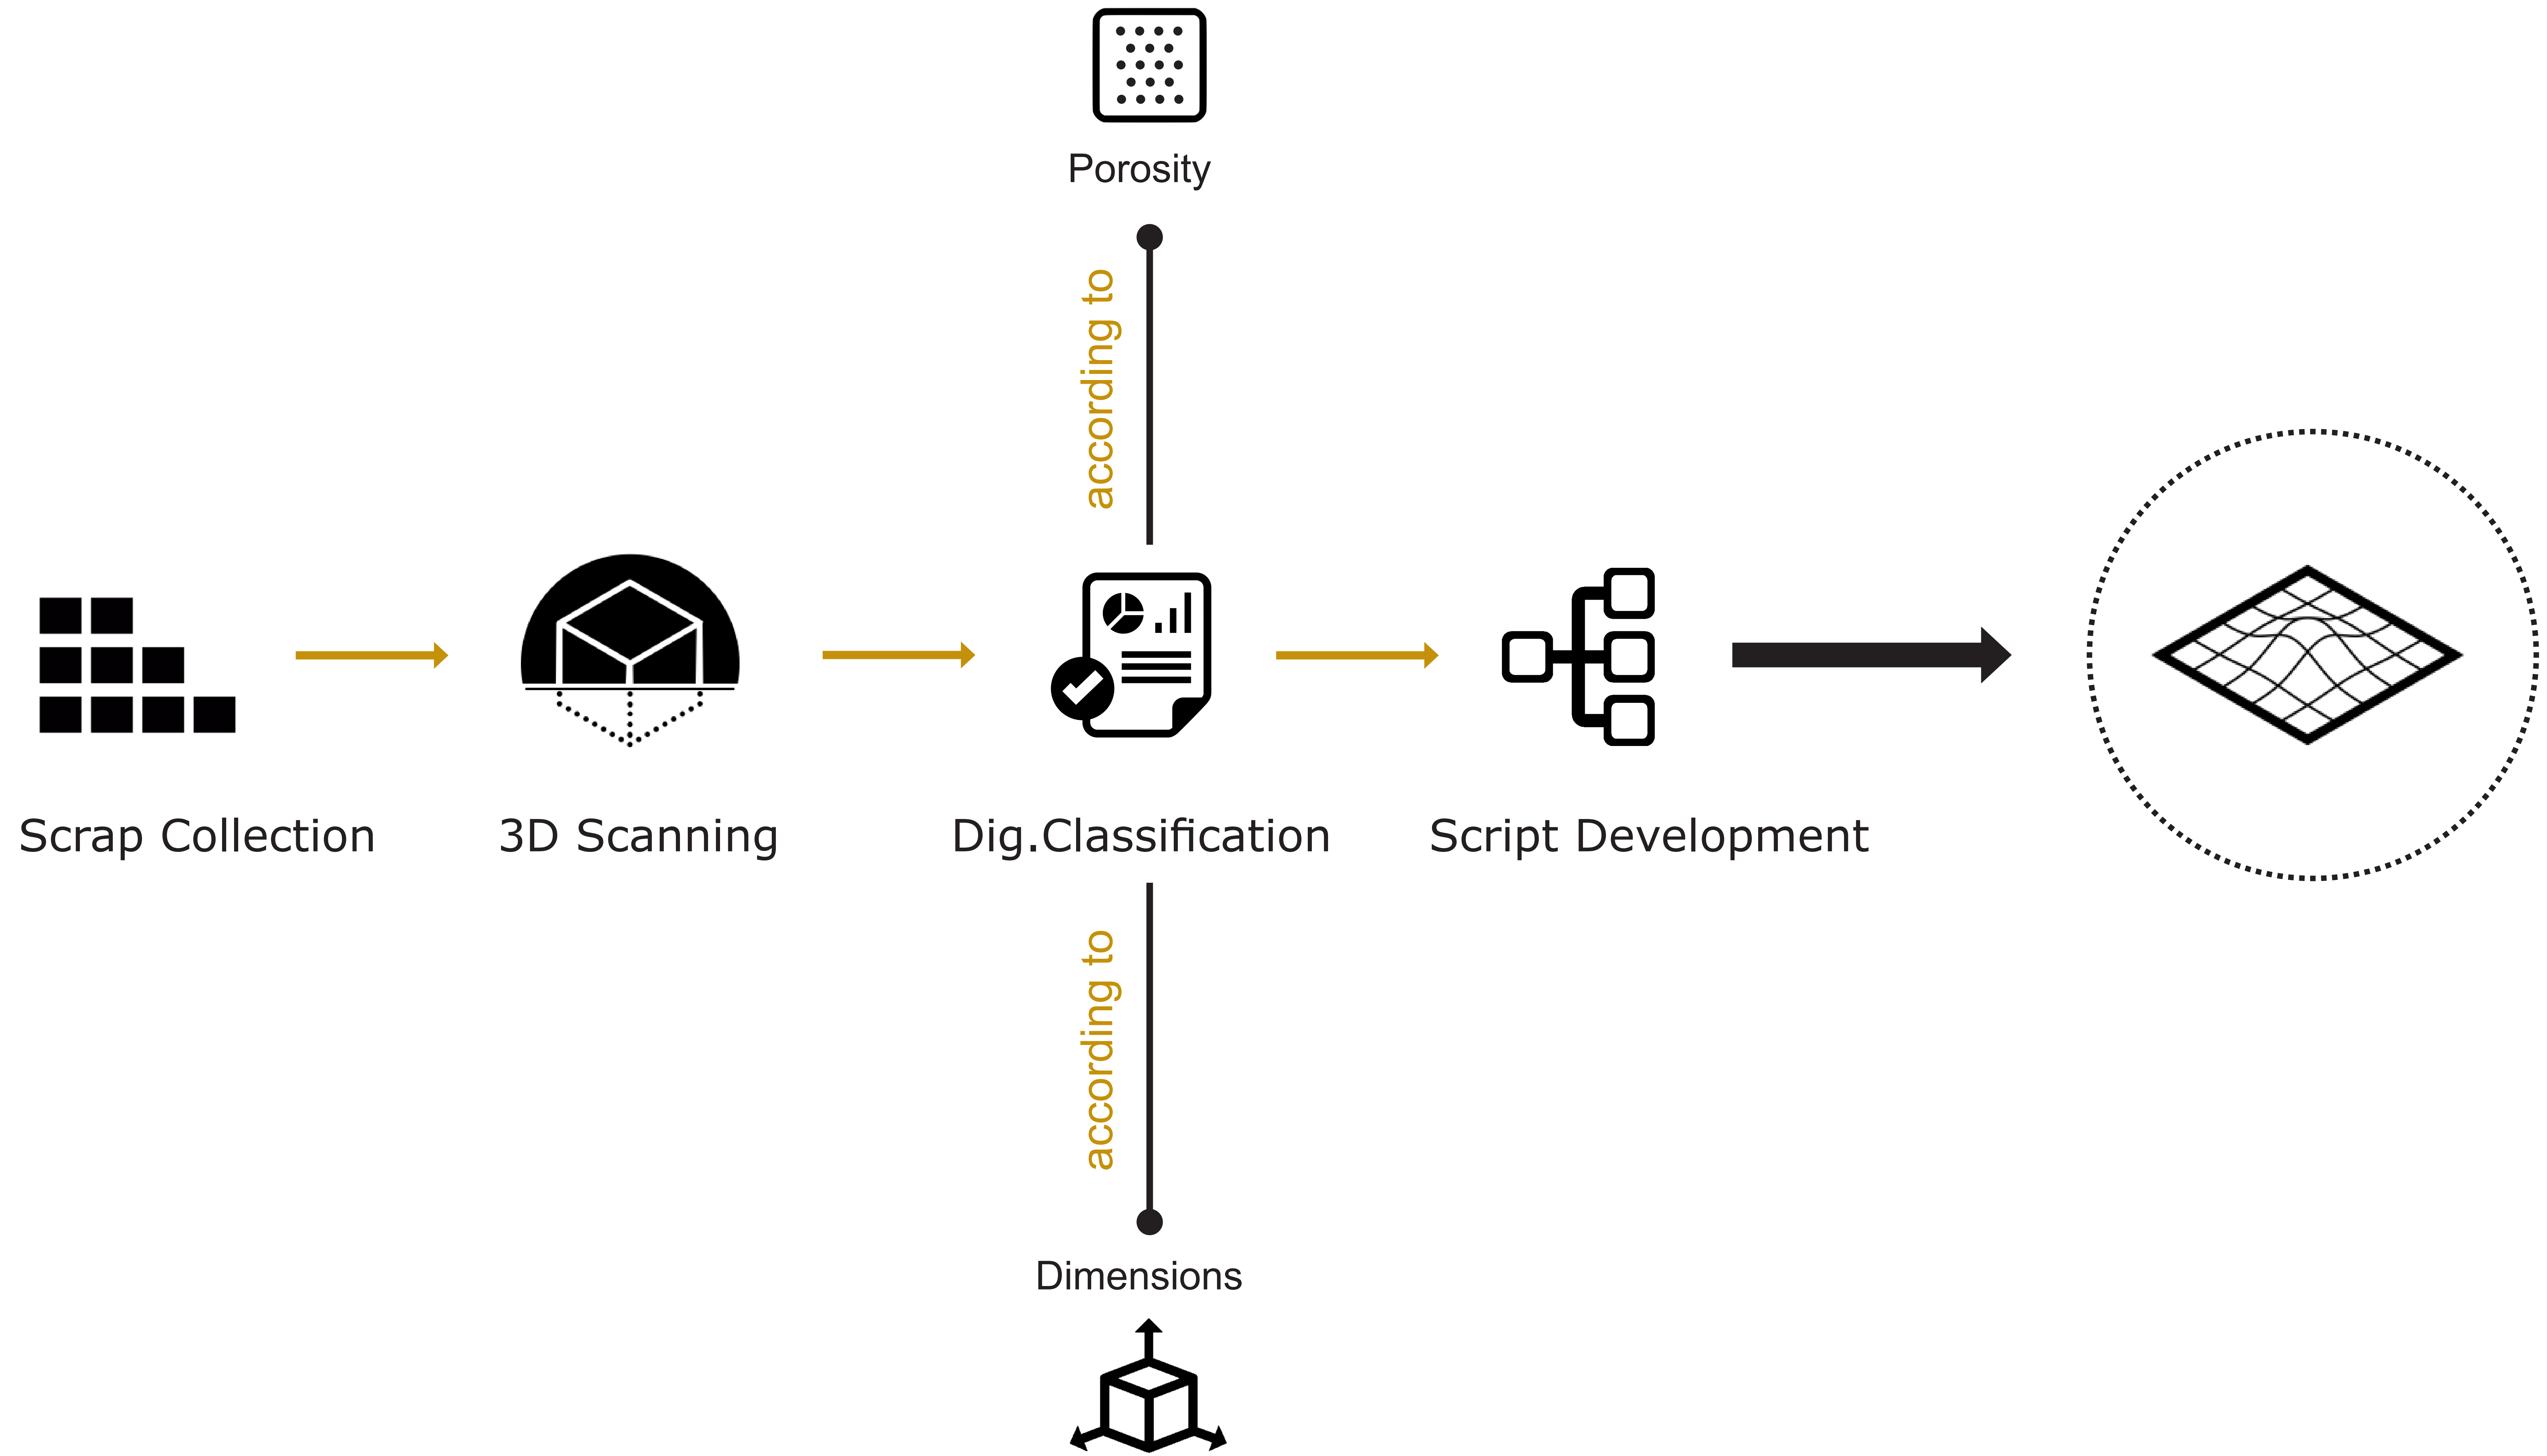 Porosity
according to
Scrap Collection
3D Scanning
Dig.Classification
Script Development
according to
Dimensions